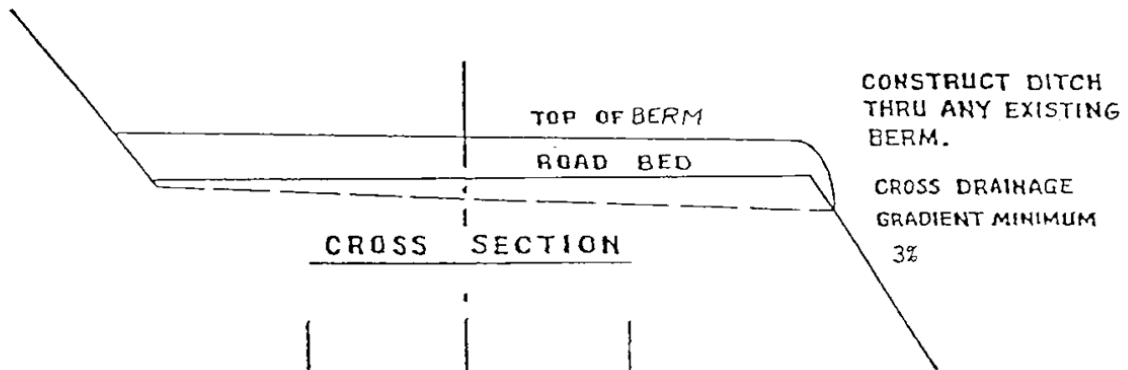 TOP OF BERM
ROAD BED
CROSS SECTION
CONSTRUCT DITCH
THRU ANY EXISTING
BERM.
CROSS DRAINAGE
GRADIENT MINIMUM
3%